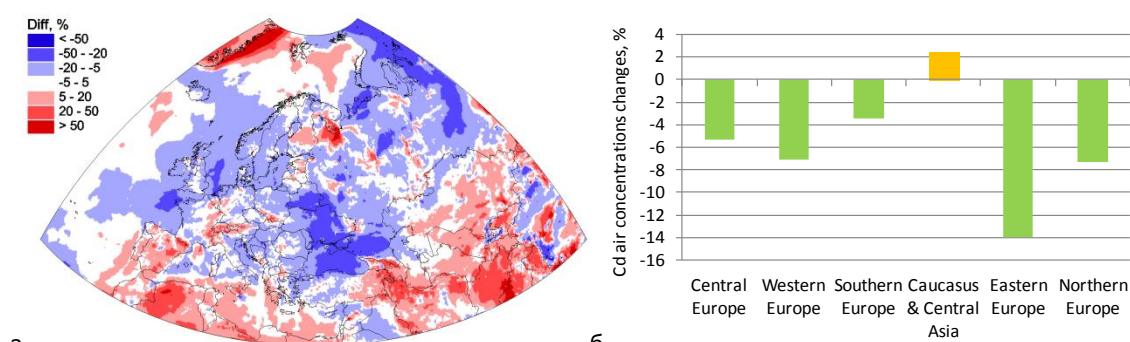 Diff, %
< -50
-50 - -20
-20 - -5
-5 - 5
5 - 20
20 - 50
> 50
Cd air concentrations changes, %
4
2
0
-2
-4
-6
-8
-10
-12
-14
-16
Central Western Southern Caucasus Eastern Northern
Europe Europe Europe & Central Europe Europe
Asia